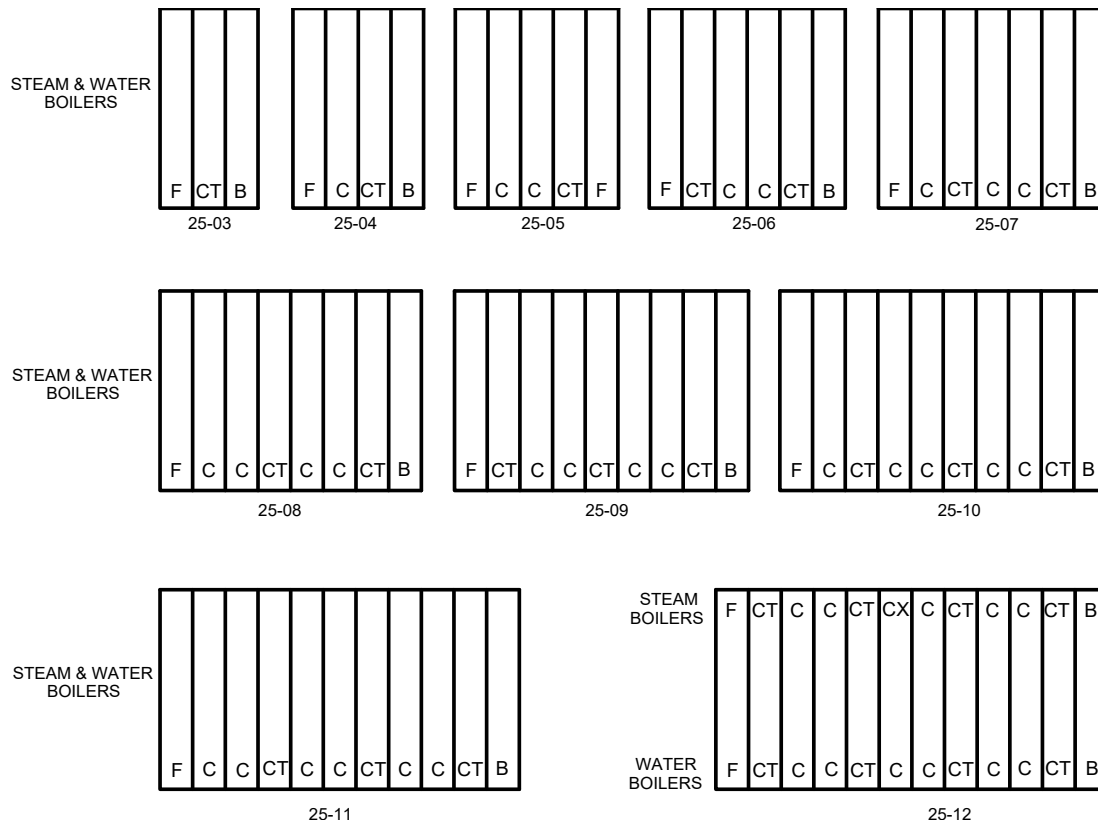 STEAM & WATER
BOILERS
F CT B
25-03
F C CT B
25-04
F C C CT F
25-05
F CT C C CT B
25-06
F C CT C C CT B
25-07
STEAM & WATER
BOILERS
F C C CT C C CT B
25-08
F CT C C CT C C CT B
25-09
F C CT C C CT C C CT B
25-10
STEAM & WATER
BOILERS
F C C CT C C CT C C CT B
25-11
STEAM
BOILERS
F CT C C CT CX C CT C C CT B
WATER
BOILERS
F CT C C CT C C CT C C CT B
25-12